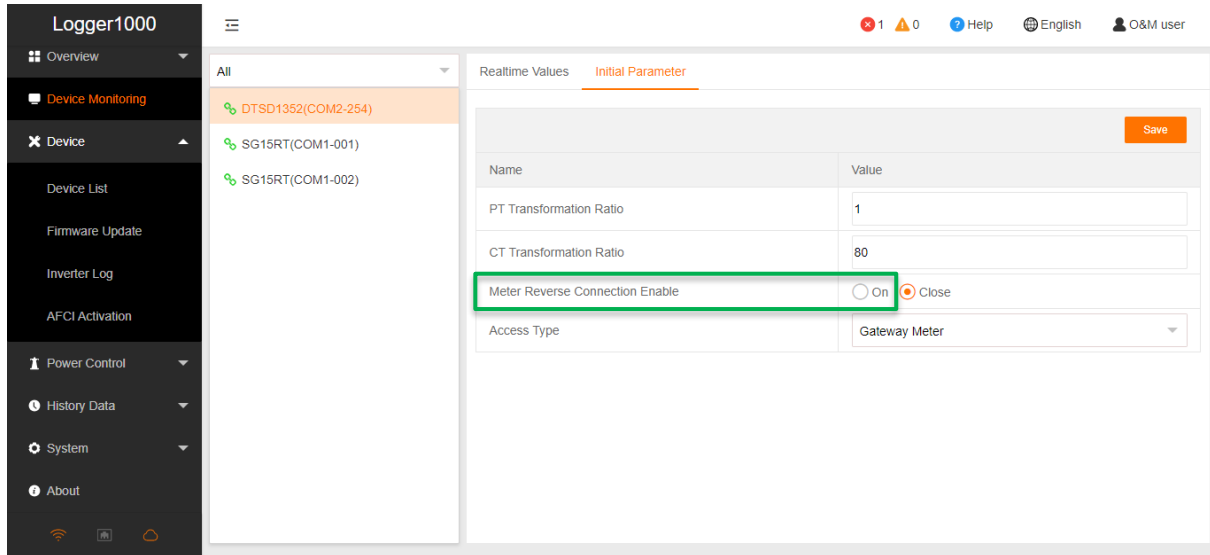 Logger1000
1 0 Help English O&M user
Overview
Device Monitoring
Device
Device List
Firmware Update
Inverter Log
AFCI Activation
Power Control
History Data
System
About
All
DTSD1352(COM2-254)
SG15RT(COM1-001)
SG15RT(COM1-002)
Realtime Values Initial Parameter
Save
Name Value
PT Transformation Ratio 1
CT Transformation Ratio 80
Meter Reverse Connection Enable On Close
Access Type Gateway Meter